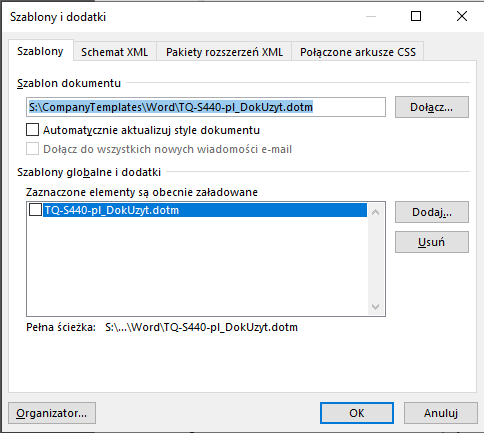 Szablony i dodatki
Szablony
Schemat XML
Pakiety rozszerzeń XML
Połączone arkusze CSS
Szablon dokumentu
S:\CompanyTemplates\Word\TQ-S440-pl_DokUzyt.dotm
Dołącz...
Automatycznie aktualizuj style dokumentu
Dołącz do wszystkich nowych wiadomości e-mail
Szablony globalne i dodatki
Zaznaczone elementy są obecnie załadowane
TQ-S440-pl_DokUzyt.dotm
Dodaj...
Usuń
Pełna ścieżka: S:\...\Word\TQ-S440-pl_DokUzyt.dotm
Organizator...
OK
Anuluj